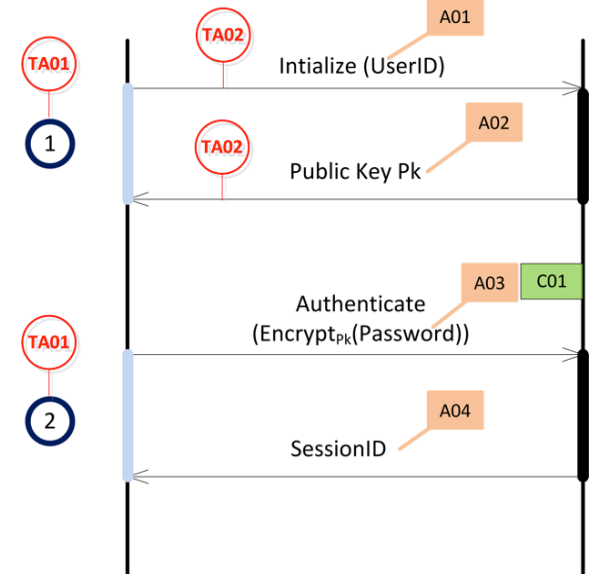 A01
TA02
TA01
Intialize (UserID)
1
A02
TA02
Public Key Pk
A03
C01
Authenticate
(EncryptPk(Password))
TA01
2
A04
SessionID